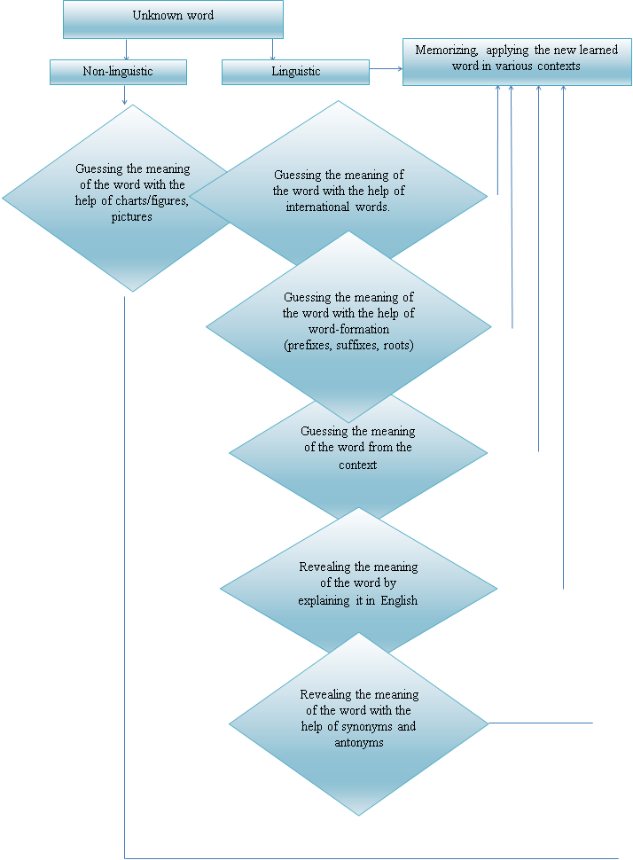 Unknown word
Non-linguistic
Linguistic
Memorizing, applying the new learned
word in various contexts
Guessing the meaning
of the word with the
help of charts/figures,
pictures
Guessing the meaning of
the word with the help of
international words.
Guessing the meaning of
the word with the help of
word-formation
(prefixes, suffixes, roots)
Guessing the meaning
of the word from the
context
Revealing the meaning
of the word by
explaining it in English
Revealing the meaning
of the word with the
help of synonyms and
antonyms